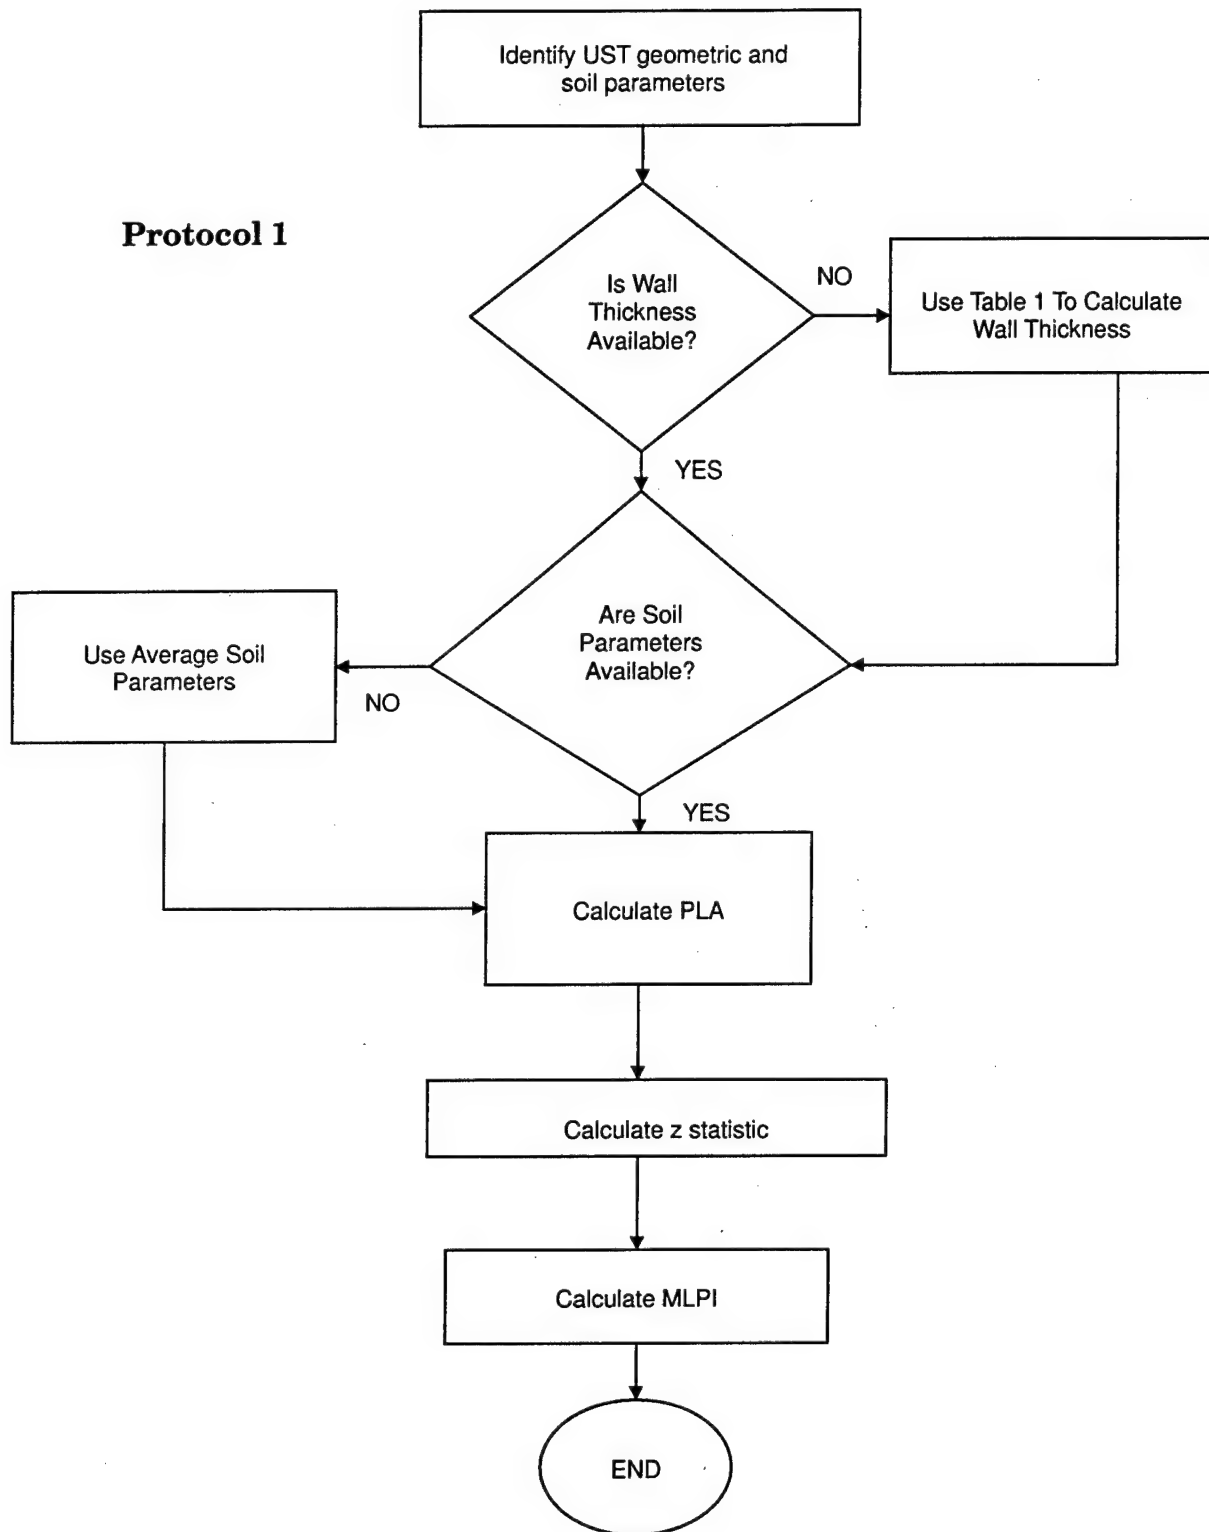 Identify UST geometric and
soil parameters
Protocol 1
Is Wall
Thickness
Available?
NO
Use Table 1 To Calculate
Wall Thickness
YES
Are Soil
Parameters
Available?
Use Average Soil
Parameters
NO
YES
Calculate PLA
Calculate z statistic
Calculate MLPI
END